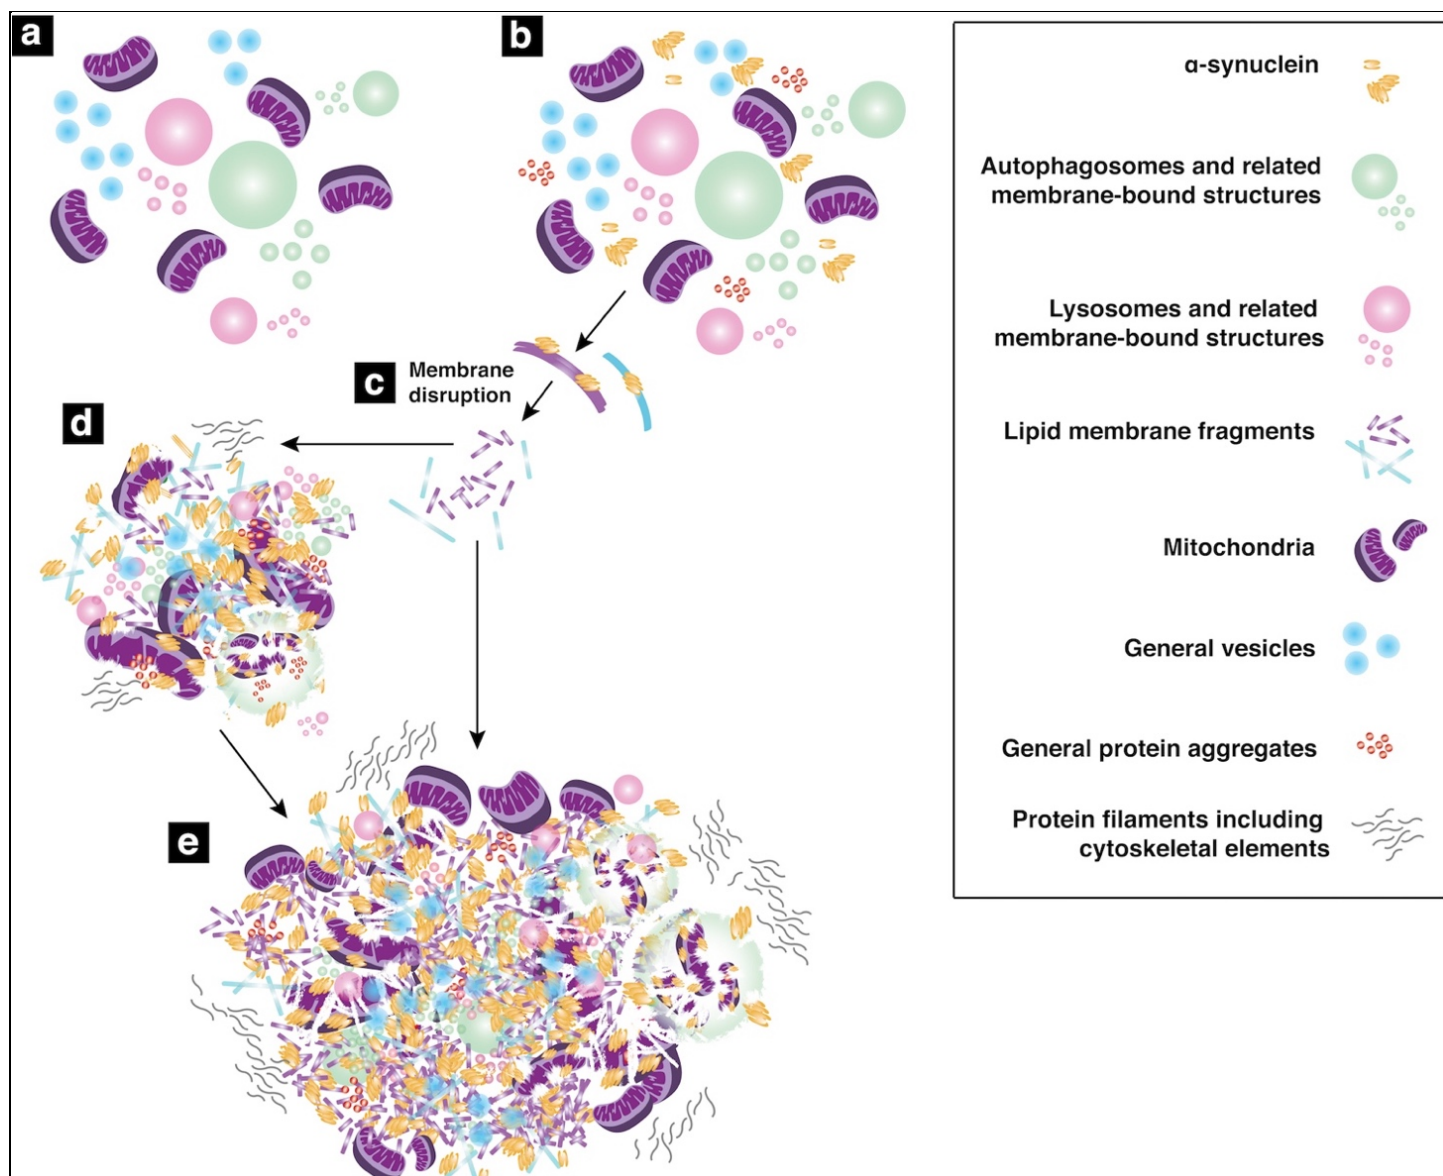 a
b
α-synuclein
Autophagosomes and related
membrane-bound structures
Lysosomes and related
membrane-bound structures
c
Membrane
disruption
d
Lipid membrane fragments
Mitochondria
General vesicles
General protein aggregates
Protein filaments including
cytoskeletal elements
e